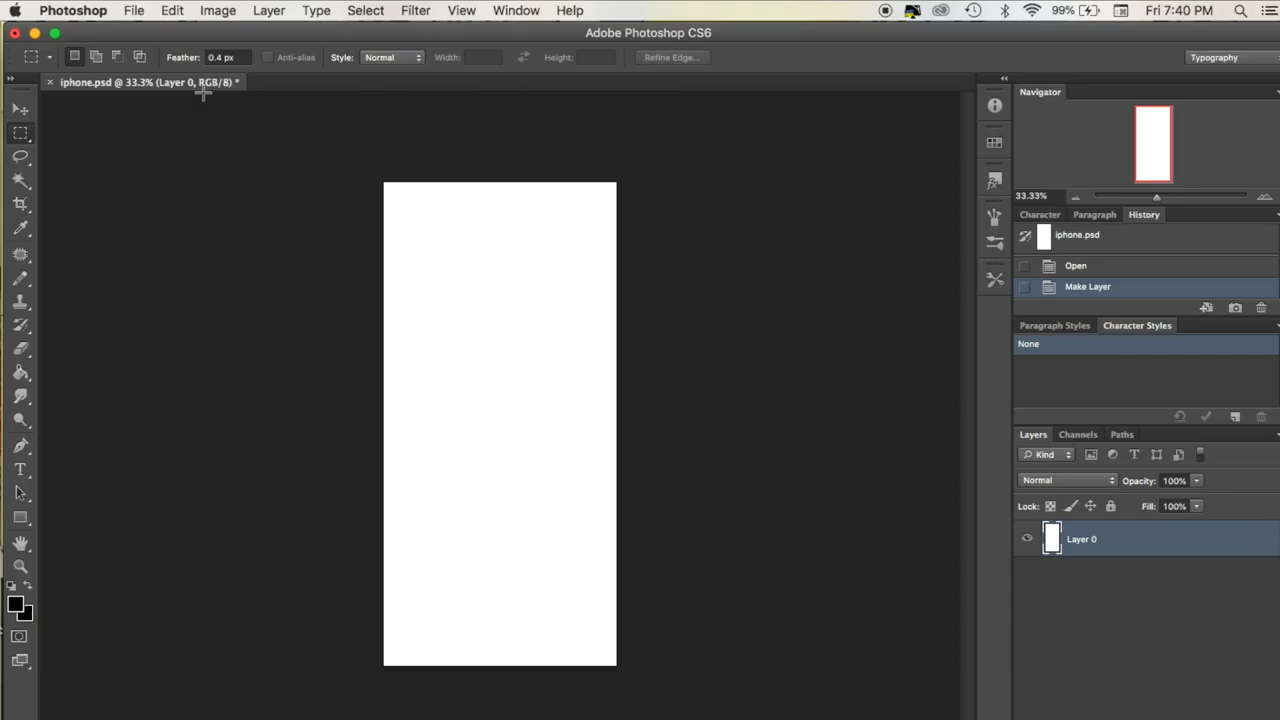 Photoshop File Edit Image Layer Type Select Filter View Window Help 99% Fri 7:40 PM
Adobe Photoshop CS6
Feather: 0.4 px Anti-alias Style: Normal Width: Height: Refine Edge... Typography
iphone.psd @ 33.3% (Layer 0, RGB/8) *
Navigator
33.33%
Character Paragraph History
iphone.psd
Open
Make Layer
Paragraph Styles Character Styles
None
Layers Channels Paths
Kind
Normal Opacity: 100%
Lock: Fill: 100%
Layer 0